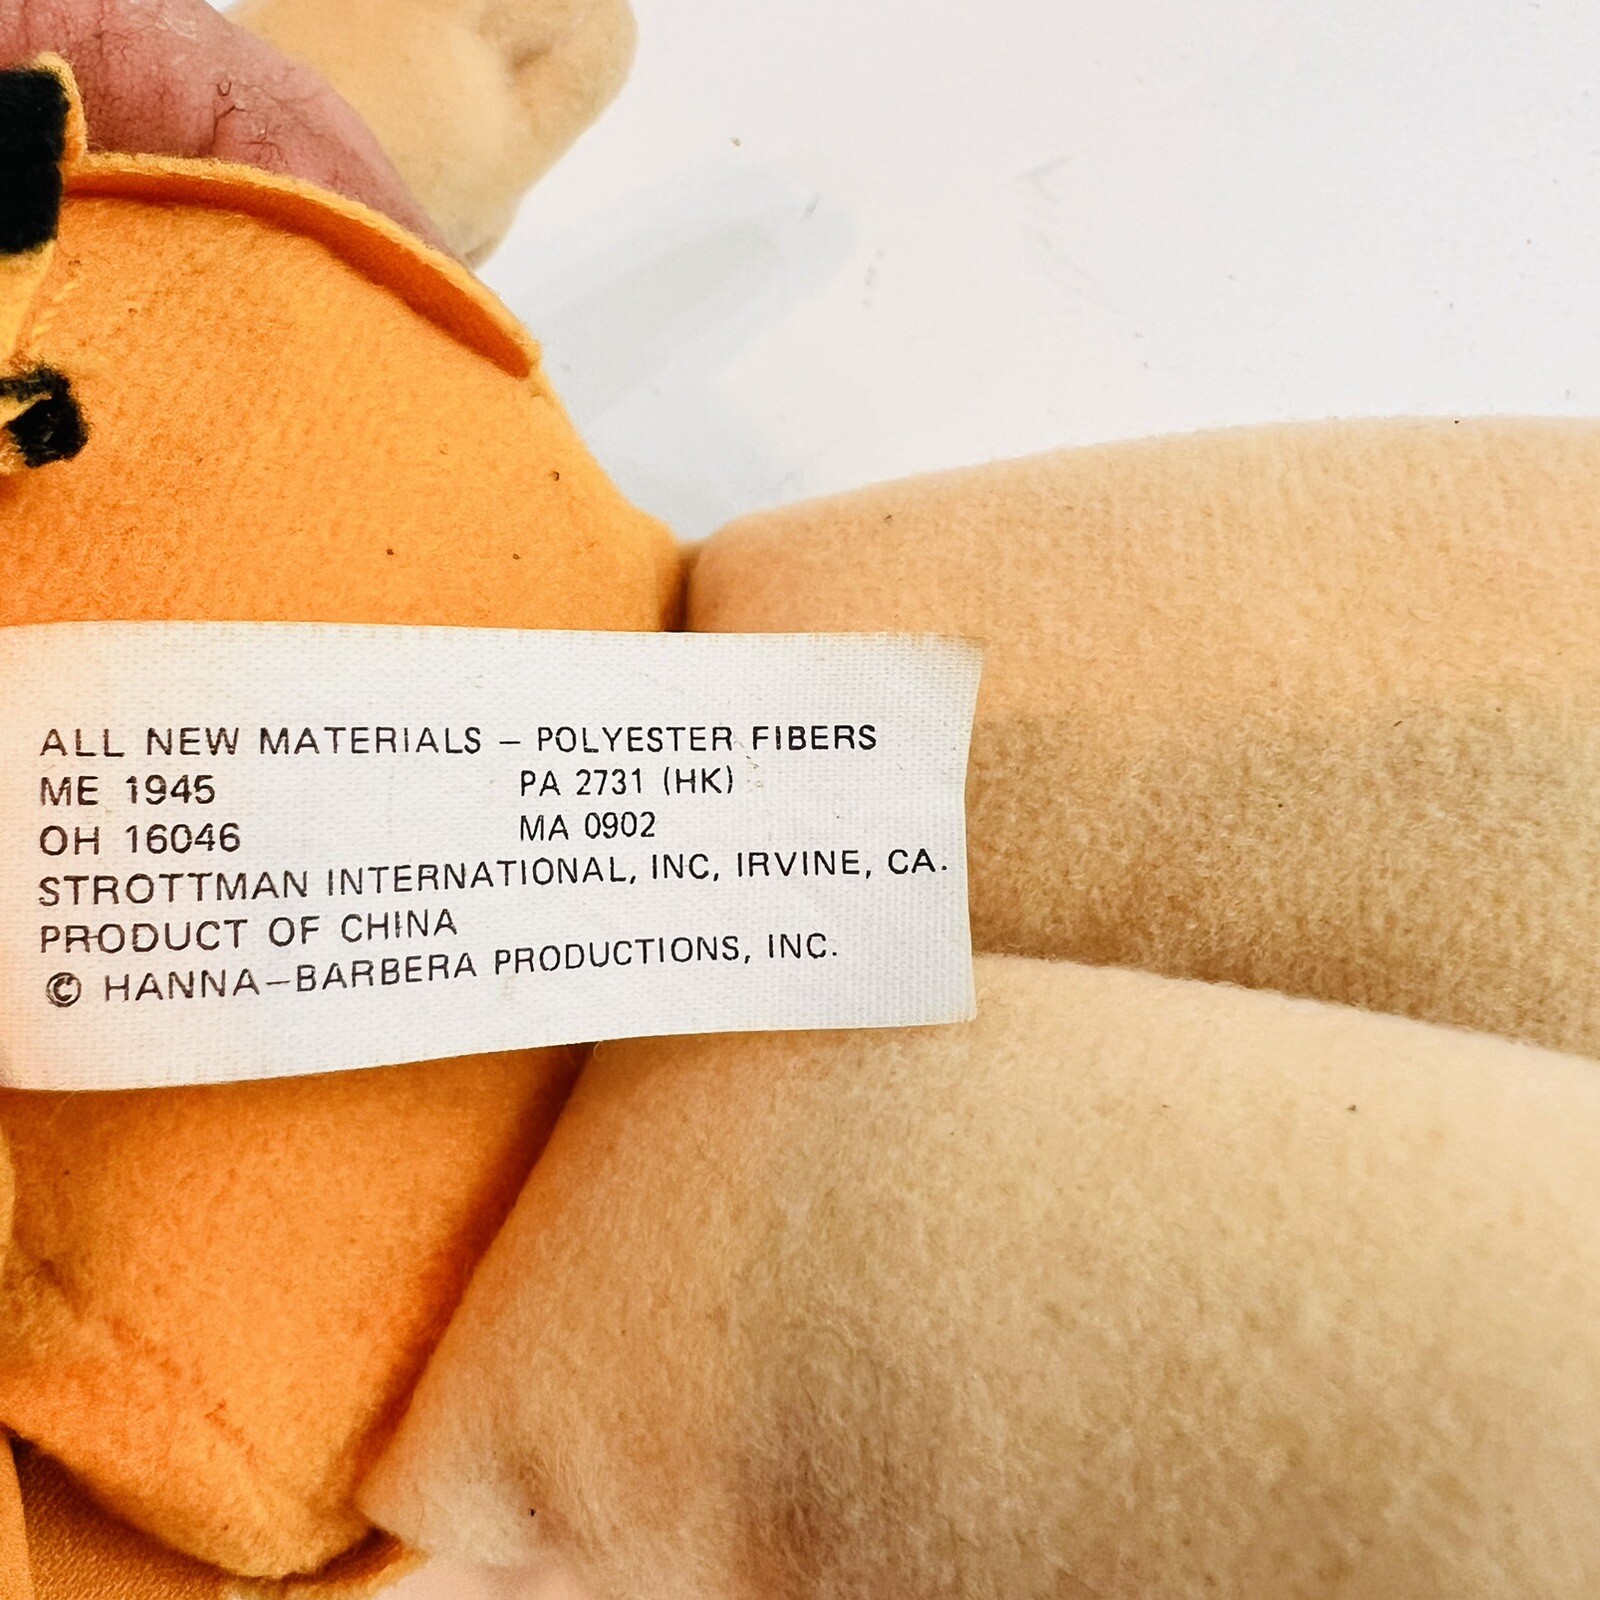 ALL NEW MATERIALS – POLYESTER FIBERS
ME 1945 PA 2731 (HK)
OH 16046 MA 0902
STROTTMAN INTERNATIONAL, INC, IRVINE, CA.
PRODUCT OF CHINA
© HANNA–BARBERA PRODUCTIONS, INC.